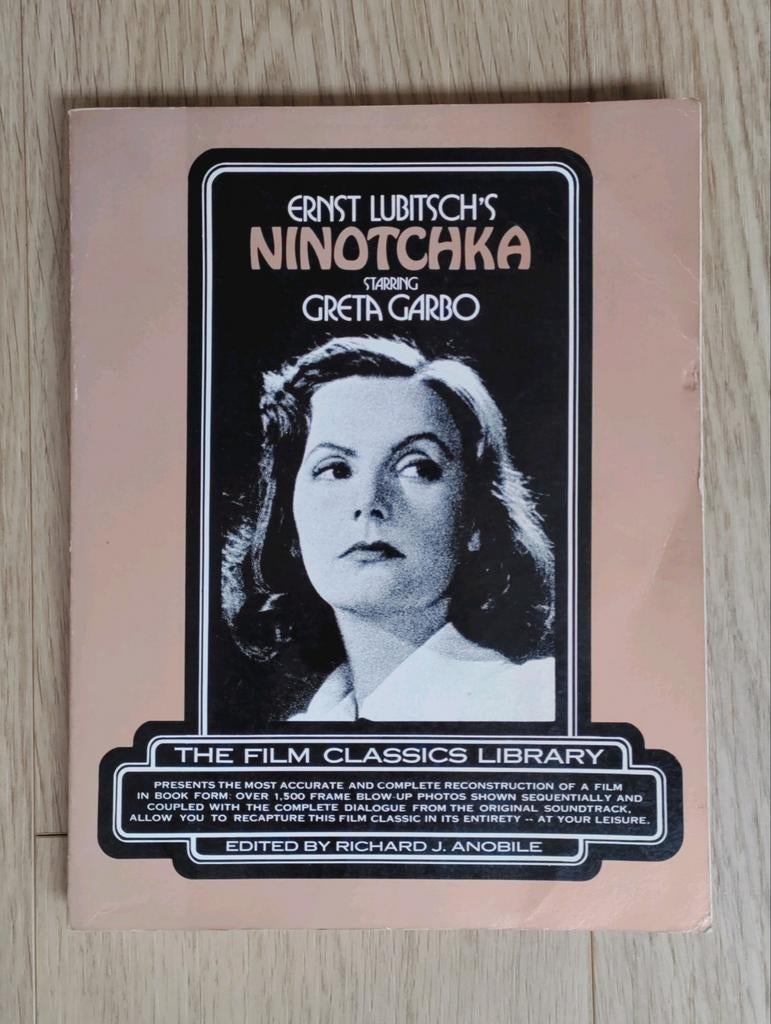 ERNST LUBITSCH'S
NINOTCHKA
STARRING
GRETA GARBO
THE FILM CLASSICS LIBRARY
PRESENTS THE MOST ACCURATE AND COMPLETE RECONSTRUCTION OF A FILM
IN BOOK FORM: OVER 1,500 FRAME BLOW-UP PHOTOS SHOWN SEQUENTIALLY AND
COUPLED WITH THE COMPLETE DIALOGUE FROM THE ORIGINAL SOUNDTRACK,
ALLOW YOU TO RECAPTURE THIS FILM CLASSIC IN ITS ENTIRETY -- AT YOUR LEISURE.
EDITED BY RICHARD J. ANOBILE